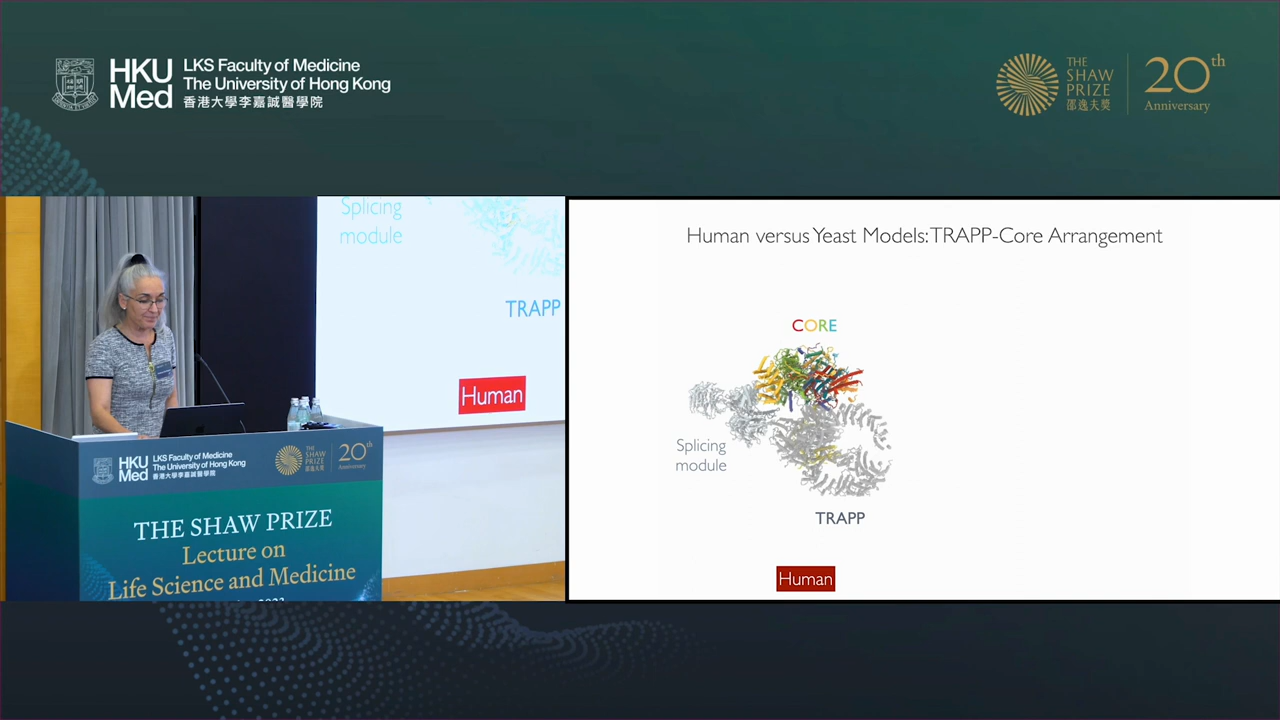 HKU
Med
LKS Faculty of Medicine
The University of Hong Kong
香港大學李嘉誠醫學院
THE
SHAW
PRIZE
邵逸夫獎
20th
Anniversary
Splicing
module
TRAPP
Human
HKU
Med
LKS Faculty of Medicine
The University of Hong Kong
香港大學李嘉誠醫學院
THE
SHAW
PRIZE
邵逸夫獎
20th
Anniversary
THE SHAW PRIZE
Lecture on
Life Science and Medicine
Human versus Yeast Models: TRAPP-Core Arrangement
CORE
Splicing
module
TRAPP
Human